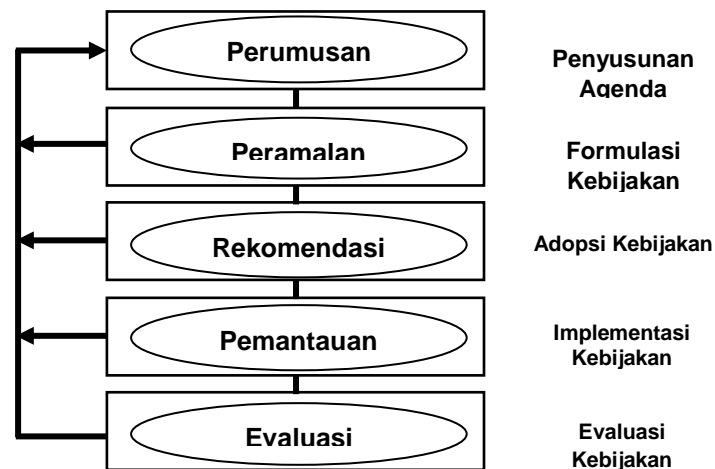 Perumusan
Penyusunan
Agenda
Peramalan
Formulasi
Kebijakan
Rekomendasi
Adopsi Kebijakan
Pemantauan
Implementasi
Kebijakan
Evaluasi
Evaluasi
Kebijakan